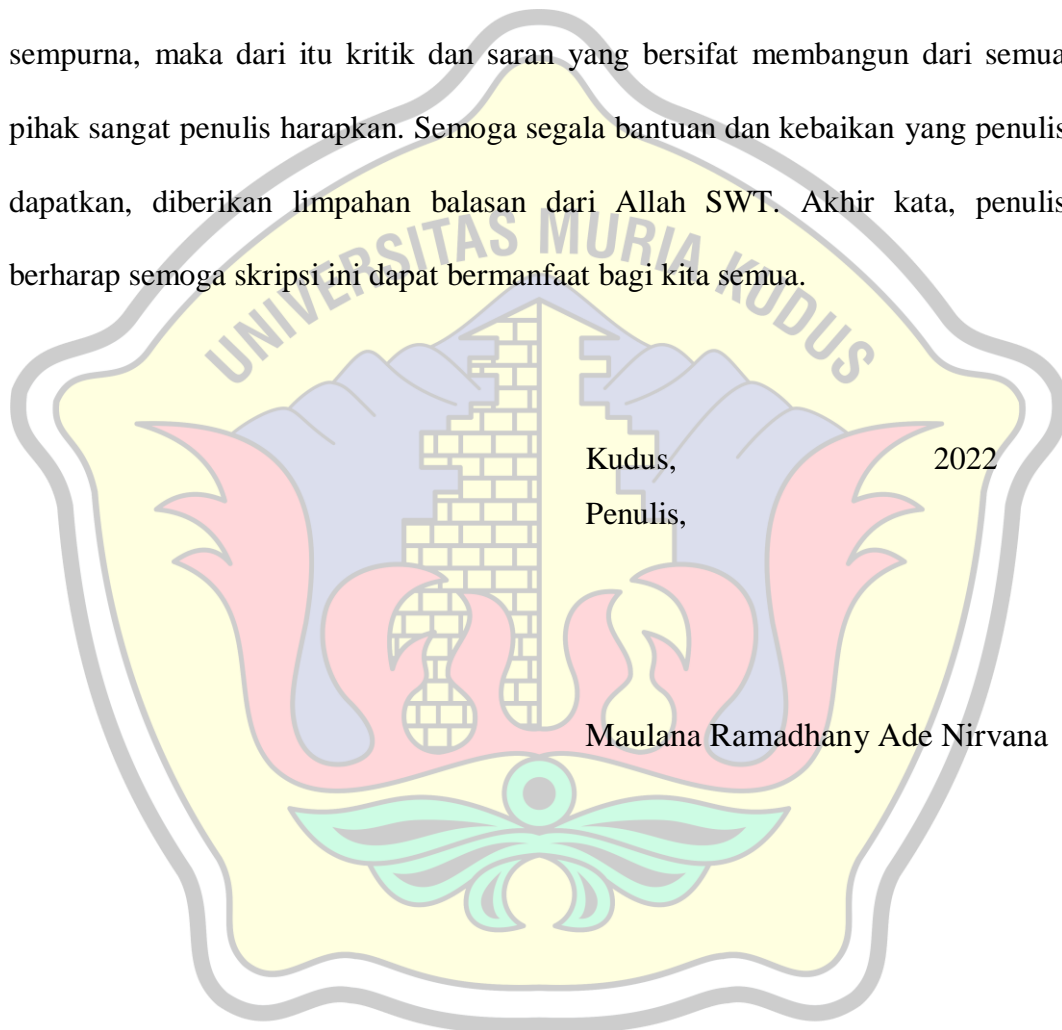 sempurna, maka dari itu kritik dan saran yang bersifat membangun dari semua
pihak sangat penulis harapkan. Semoga segala bantuan dan kebaikan yang penulis
dapatkan, diberikan limpahan balasan dari Allah SWT. Akhir kata, penulis
berharap semoga skripsi ini dapat bermanfaat bagi kita semua.
UNIVERSITAS MURIA KUDUS
Kudus, 2022
Penulis,
Maulana Ramadhany Ade Nirvana